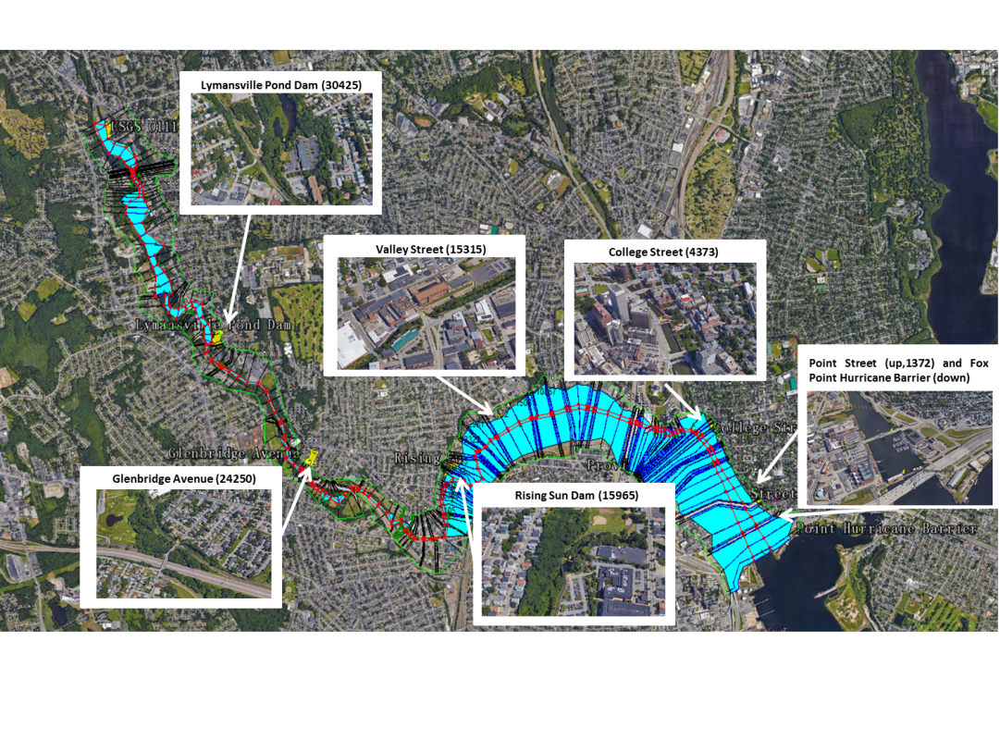 Lymansville Pond Dam (30425)
USGS 0111
Valley Street (15315)
College Street (4373)
Lymansville Pond Dam
Point Street (up,1372) and Fox
Point Hurricane Barrier (down)
College Str
Glenbridge Avenue
Rising
Prov
Glenbridge Avenue (24250)
Rising Sun Dam (15965)
Street
Point Hurricane Barrier